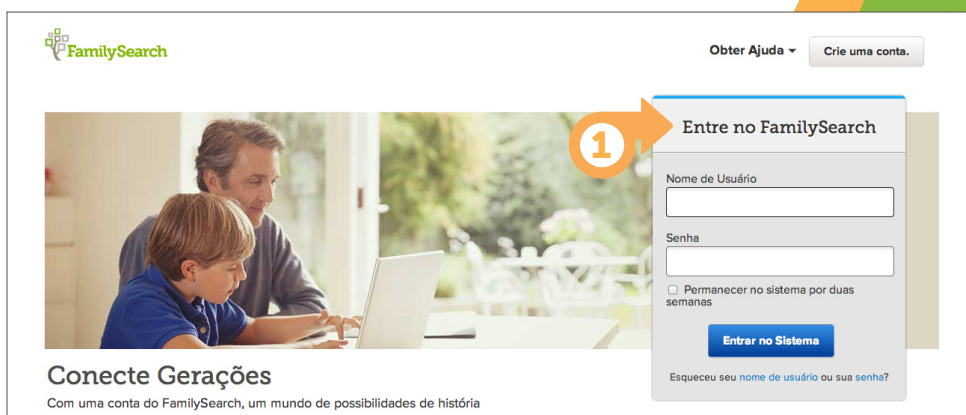 FamilySearch
Obter Ajuda
Crie uma conta.
1
Entre no FamilySearch
Nome de Usuário
Senha
Permanecer no sistema por duas
semanas
Entrar no Sistema
Esqueceu seu nome de usuário ou sua senha?
Conecte Gerações
Com uma conta do FamilySearch, um mundo de possibilidades de história